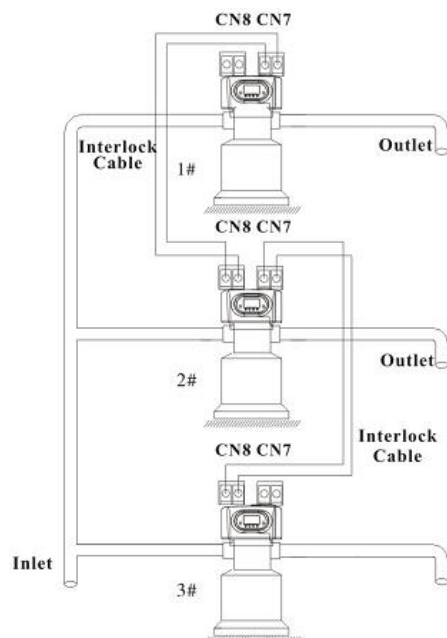 CN8 CN7
Interlock
Cable
1#
Outlet
CN8 CN7
2#
Outlet
CN8 CN7
Interlock
Cable
Inlet
3#